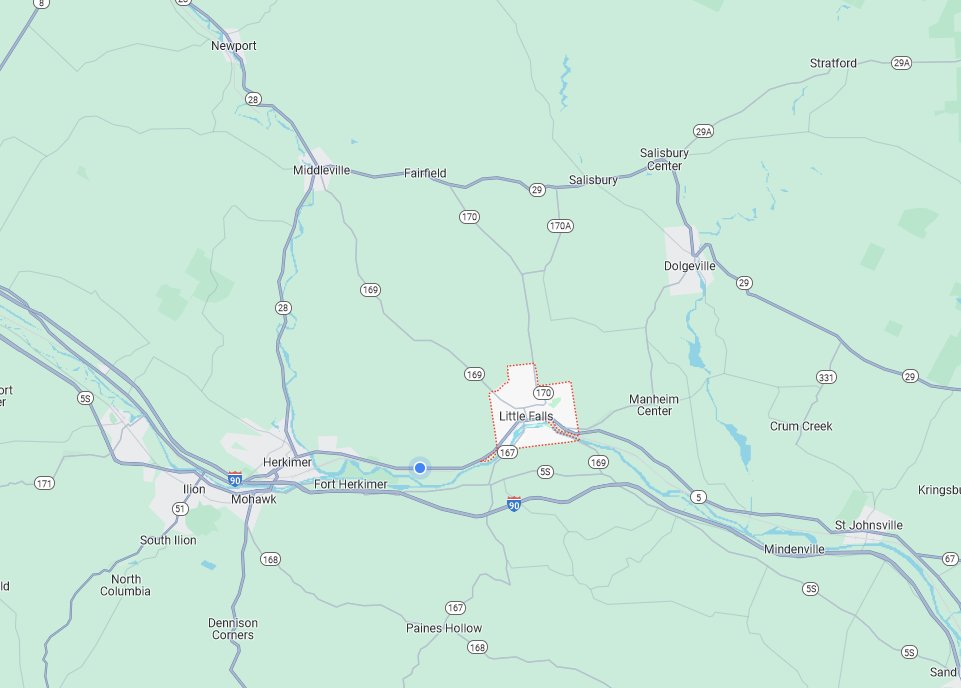 8
28
Newport
Stratford
29A
28
29A
Salisbury
Center
Middleville
Fairfield
Salisbury
29
170
170A
Dolgeville
169
29
28
169
331
29
170
5S
Manheim
Center
Little Falls
Crum Creek
167
Herkimer
169
5S
90
171
Fort Herkimer
Ilion
Mohawk
90
5
Kringsbu
51
St Johnsville
South Ilion
Mindenville
168
67
North
Columbia
5S
167
Dennison
Corners
Paines Hollow
168
5S
Sand